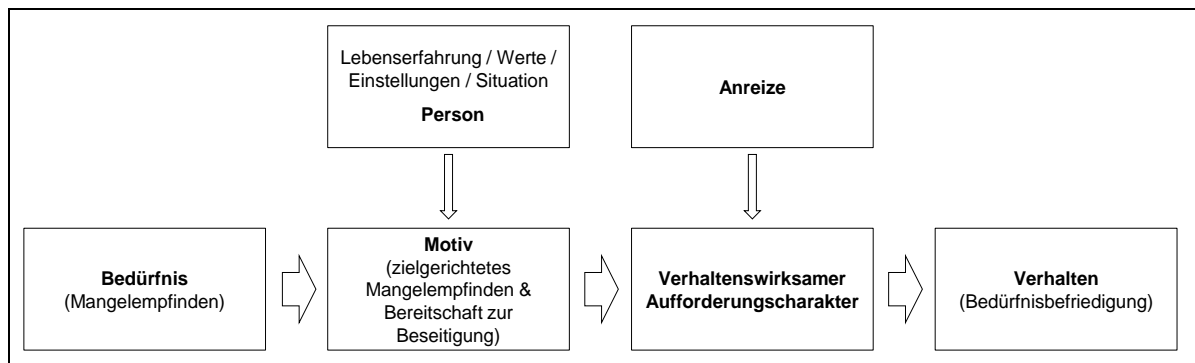 Lebenserfahrung / Werte /
Einstellungen / Situation
Person
Anreize
Bedürfnis
(Mangelempfinden)
Motiv
(zielgerichtetes
Mangelempfinden &
Bereitschaft zur
Beseitigung)
Verhaltenswirksamer
Aufforderungscharakter
Verhalten
(Bedürfnisbefriedigung)